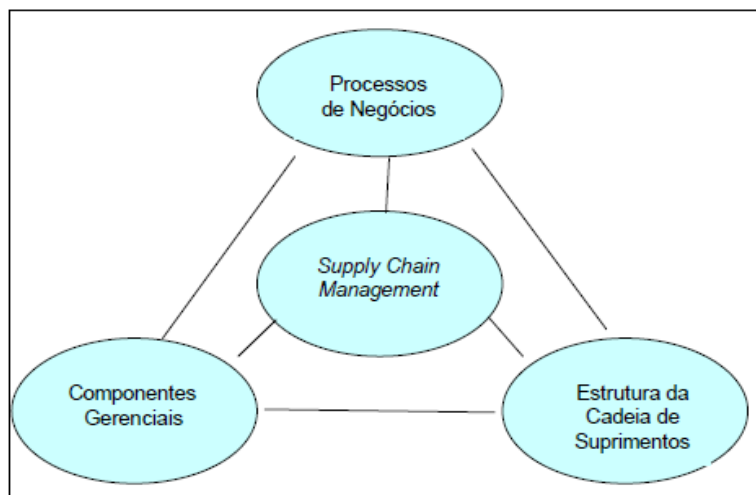 Processos
de Negócios
Supply Chain
Management
Componentes
Gerenciais
Estrutura da
Cadeia de
Suprimentos